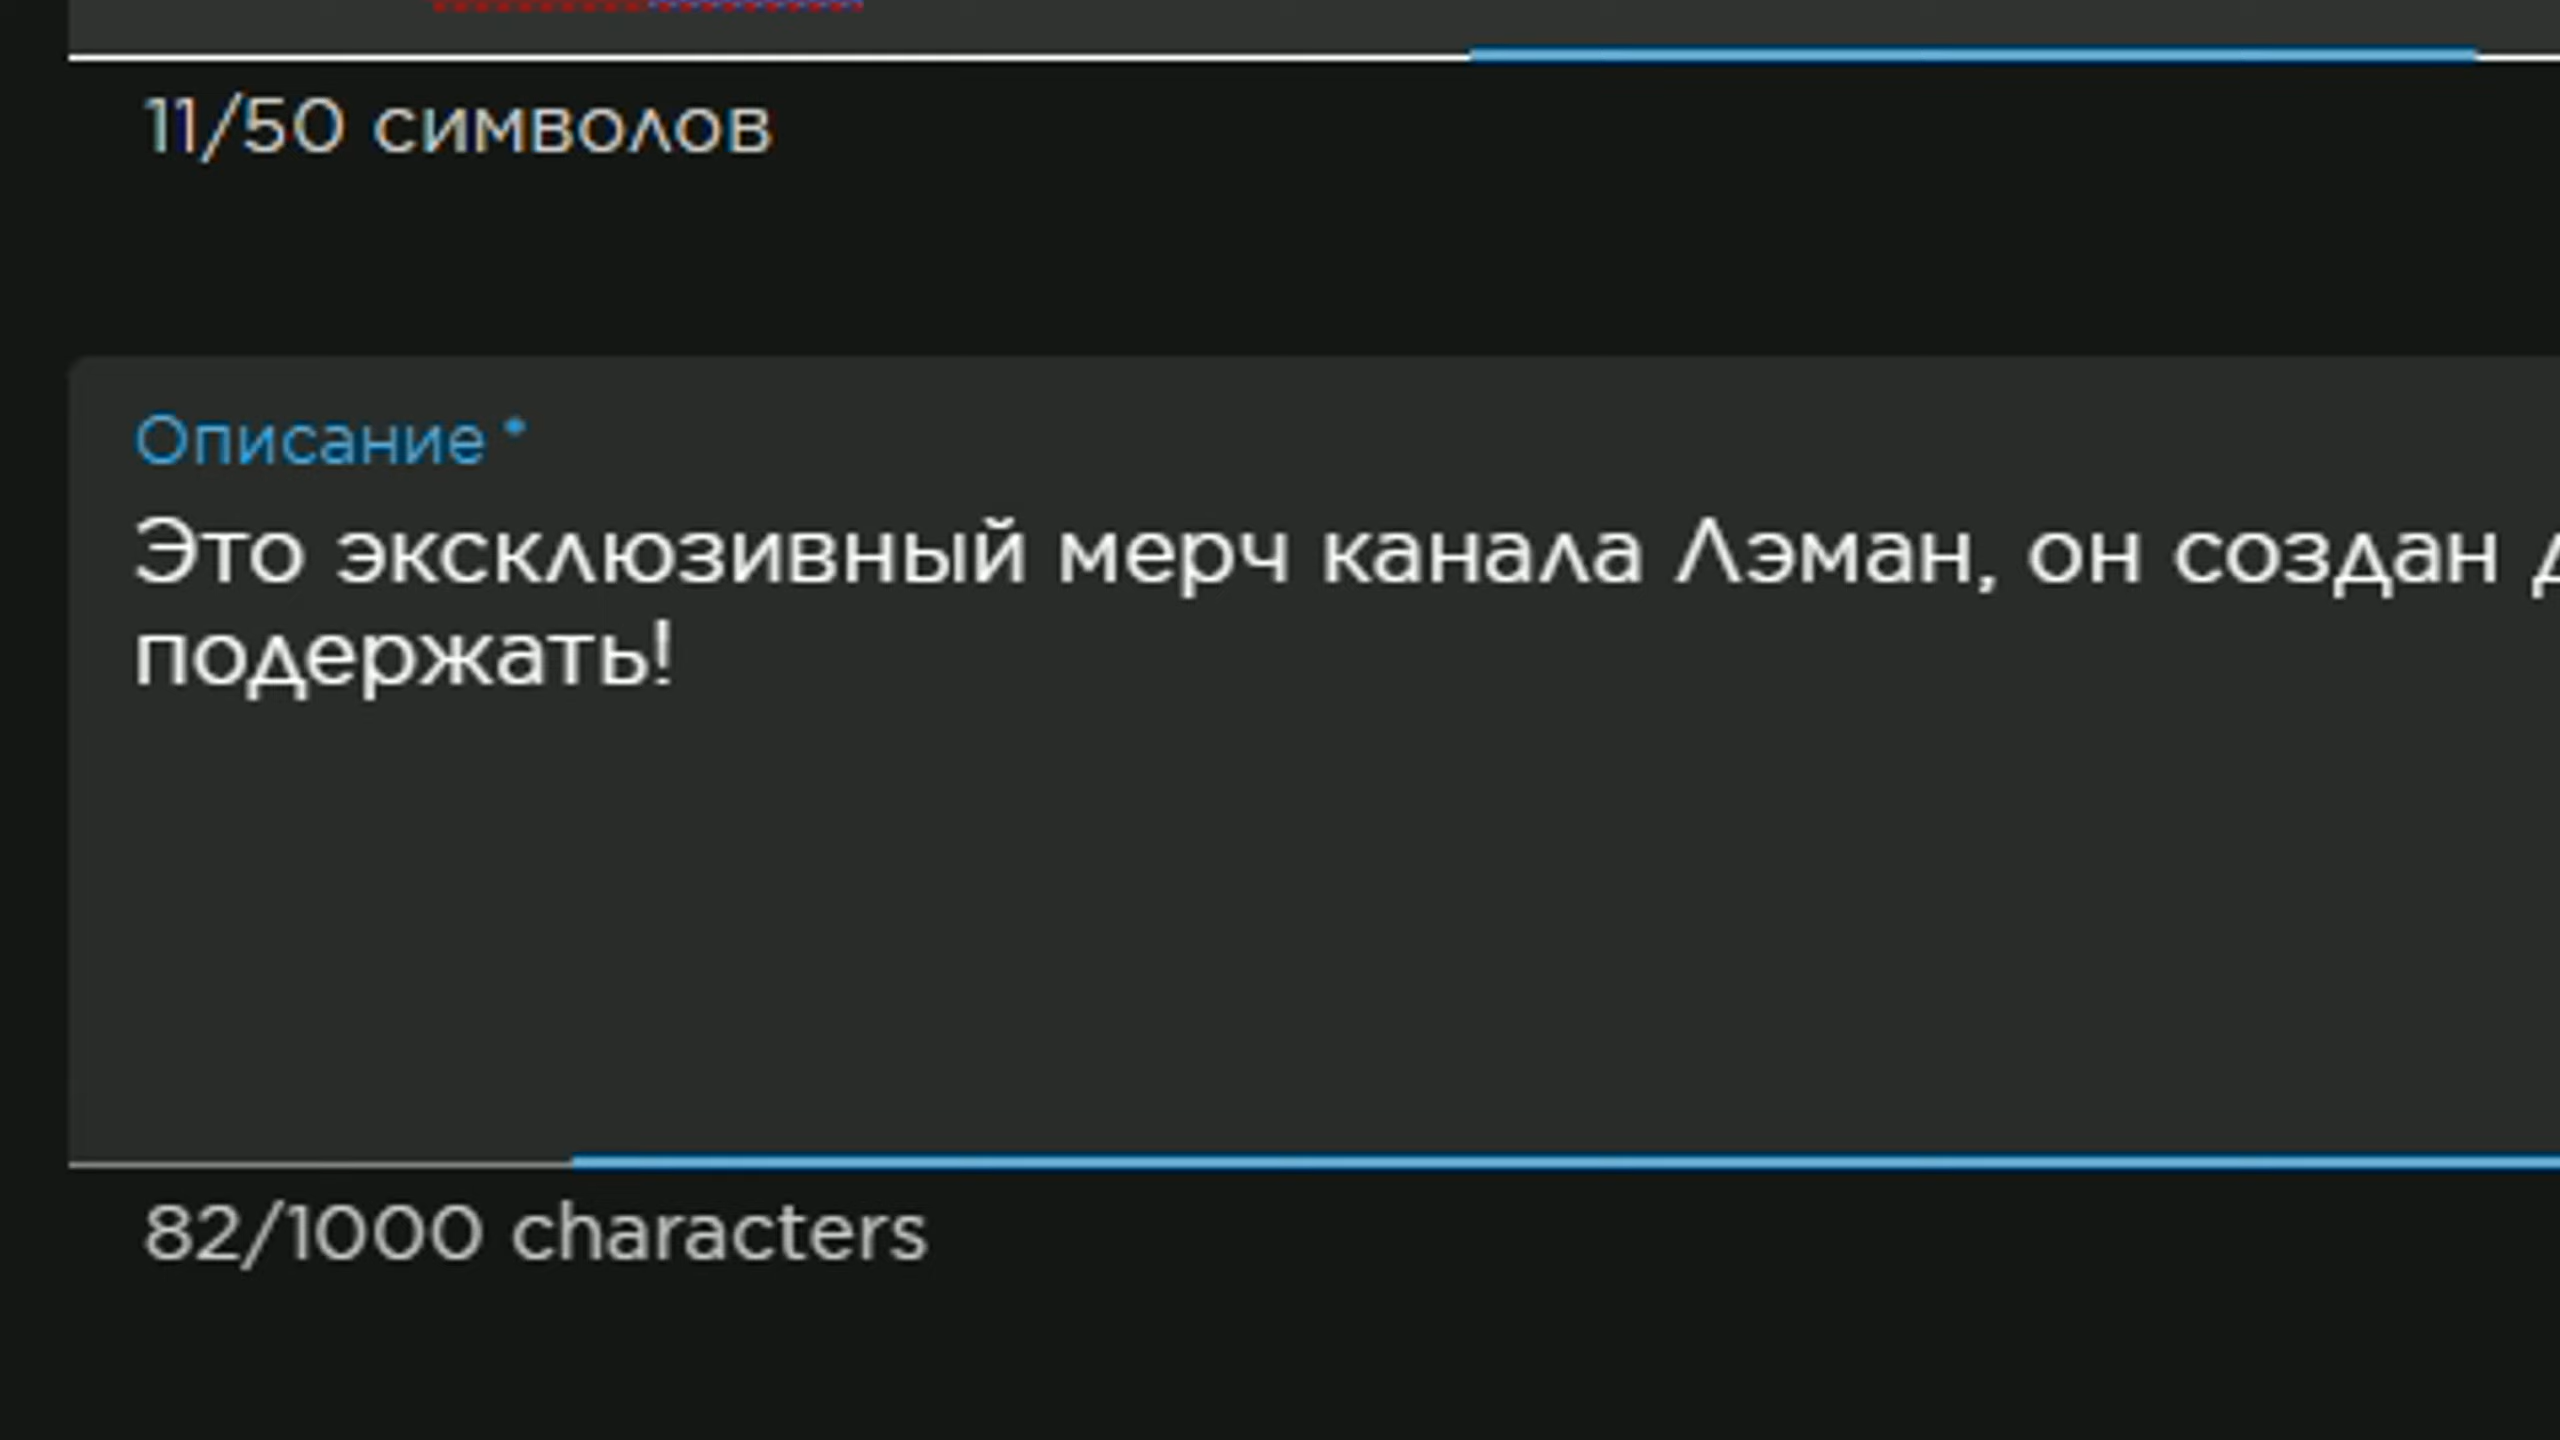 11/50 символов
Описание *
Это эксклюзивный мерч канала Лэман, он создан
подержать!
82/1000 characters